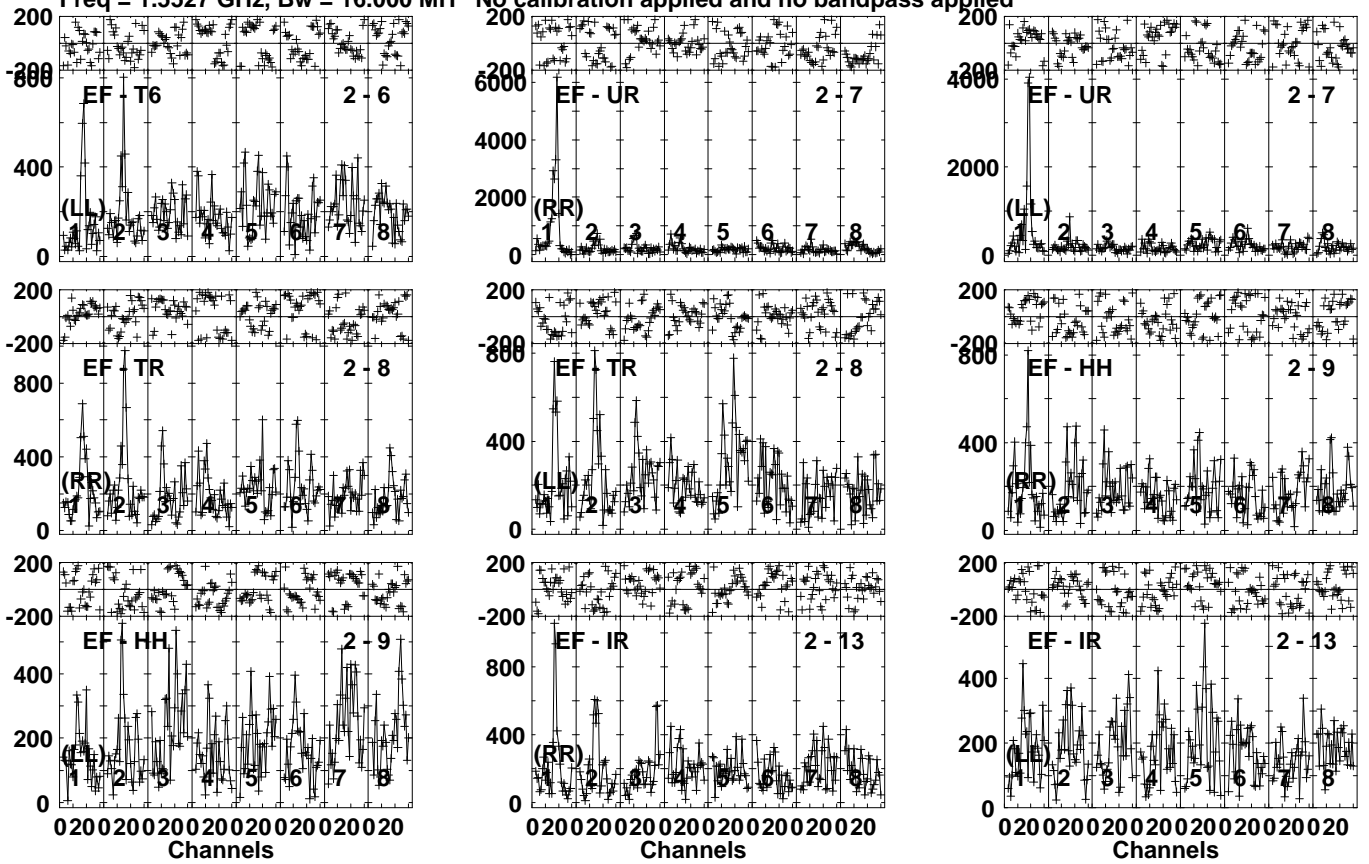 Freq = 1.5527 GHz, Bw = 16.000 MH No calibration applied and no bandpass applied
200 200 200
-200 -200 -200
800 6000 4000
EF - T6 2 - 6 EF - UR 2 - 7 EF - UR 2 - 7
4000
400 2000
2000
(LL) (RR) (LL)
1 2 3 4 5 6 7 8 1 2 3 4 5 6 7 8 1 2 3 4 5 6 7 8
0 0 0
200 200 200
-200 -200 -200
800 800
EF - TR 2 - 8 EF - TR 2 - 8 EF - HH 2 - 9
800
400 400 400
(RR) (LL) (RR)
1 2 3 4 5 6 7 8 1 2 3 4 5 6 7 8 1 2 3 4 5 6 7 8
0 0 0
200 200 200
-200 -200 -200
EF - HH 2 - 9 EF - IR 2 - 13 EF - IR 2 - 13
400 800 400
200 400 200
(LL) (RR) (LL)
1 2 3 4 5 6 7 8 1 2 3 4 5 6 7 8 1 2 3 4 5 6 7 8
0 0 0
0 20 0 20 0 20 0 20 0 20 0 20 0 20 0 20 0 20 0 20 0 20 0 20 0 20 0 20 0 20 0 20 0 20 0 20 0 20 0 20 0 20 0 20 0 20 0 20
Channels Channels Channels